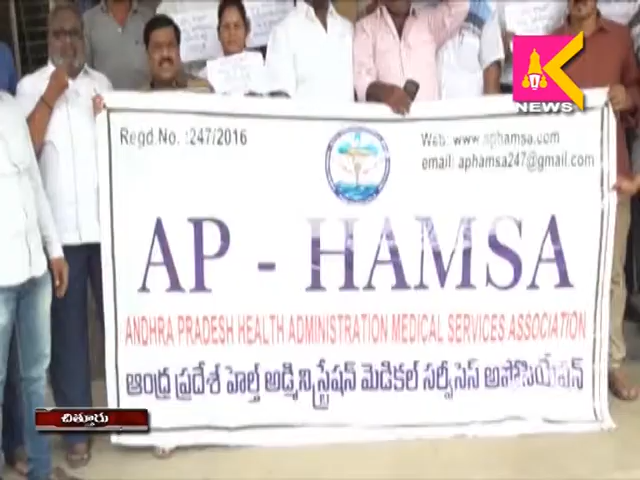 K
NEWS
Regd.No. :247/2016
Web: www.aphamsa.com
email: aphamsa247@gmail.com
AP - HAMSA
ANDHRA PRADESH HEALTH ADMINISTRATION MEDICAL SERVICES ASSOCIATION
ఆంధ్ర ప్రదేశ్ హెల్త్ అడ్మినిస్ట్రేషన్ మెడికల్ సర్వీసెస్ అసోసియేషన్
చిత్తూరు